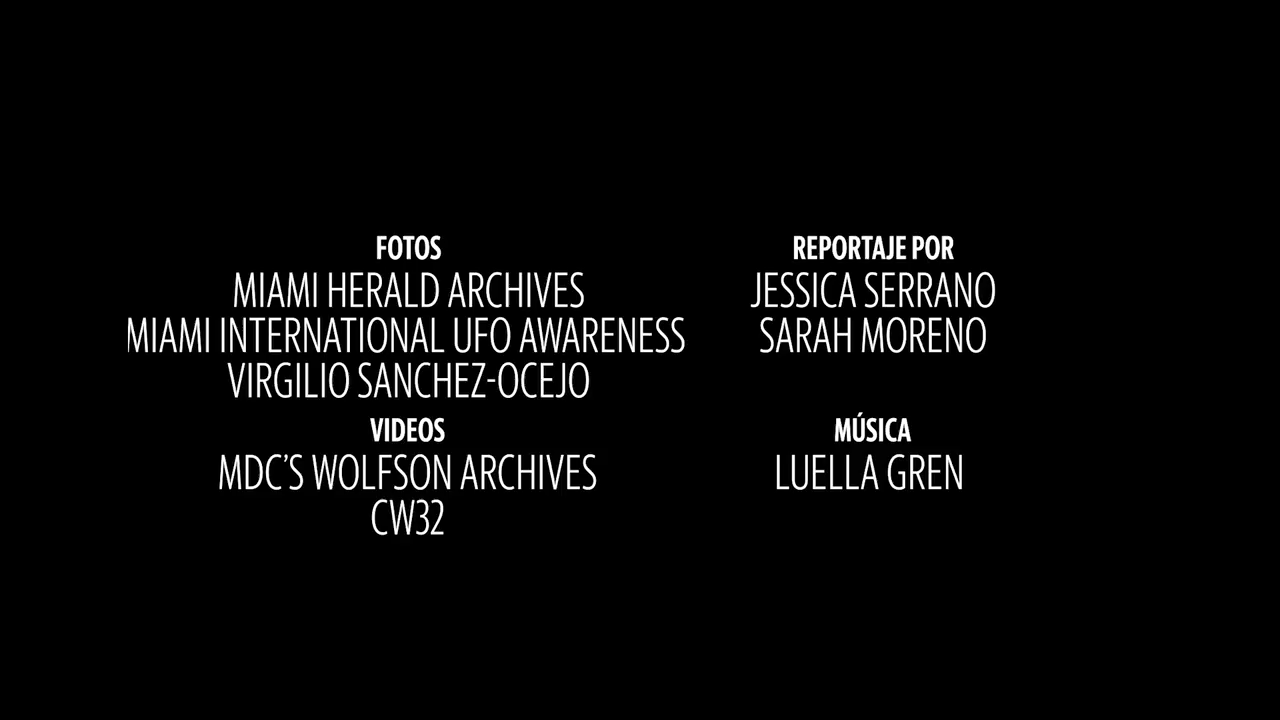 FOTOS
MIAMI HERALD ARCHIVES
MIAMI INTERNATIONAL UFO AWARENESS
VIRGILIO SANCHEZ-OCEJO
VIDEOS
MDC'S WOLFSON ARCHIVES
CW32
REPORTAJE POR
JESSICA SERRANO
SARAH MORENO
MÚSICA
LUELLA GREN